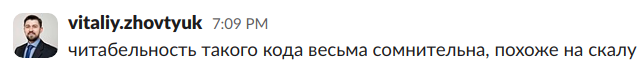 vitaliy.zhovtyuk 7:09 PM
читабельность такого кода весьма сомнительна, похоже на скалу